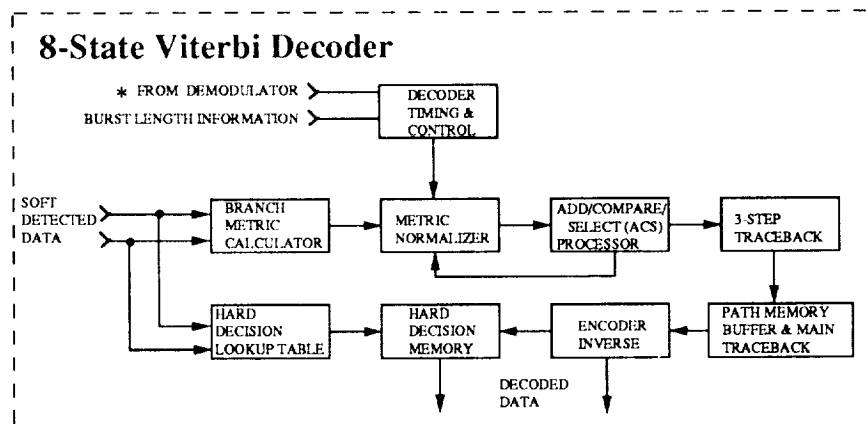 8-State Viterbi Decoder
* FROM DEMODULATOR
BURST LENGTH INFORMATION
DECODER
TIMING &
CONTROL
SOFT
DETECTED
DATA
BRANCH
METRIC
CALCULATOR
METRIC
NORMALIZER
ADD/COMPARE/
SELECT (ACS)
PROCESSOR
3-STEP
TRACEBACK
HARD
DECISION
LOOKUP TABLE
HARD
DECISION
MEMORY
ENCODER
INVERSE
PATH MEMORY
BUFFER & MAIN
TRACEBACK
DECODED
DATA